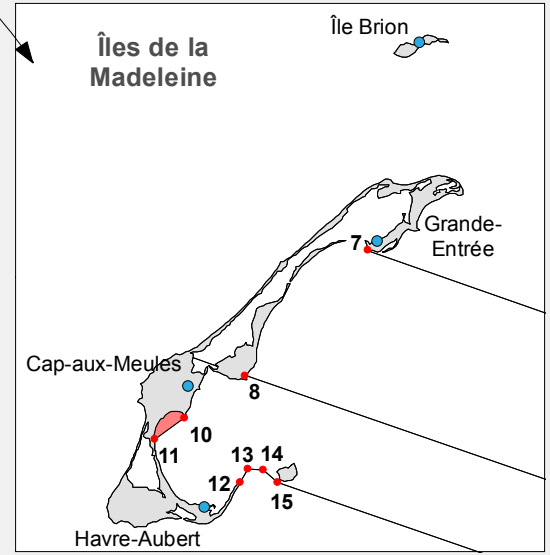 Île Brion
Îles de la
Madeleine
Grande-
Entrée
7
Cap-aux-Meules
8
10
11
13 14
12
15
Havre-Aubert